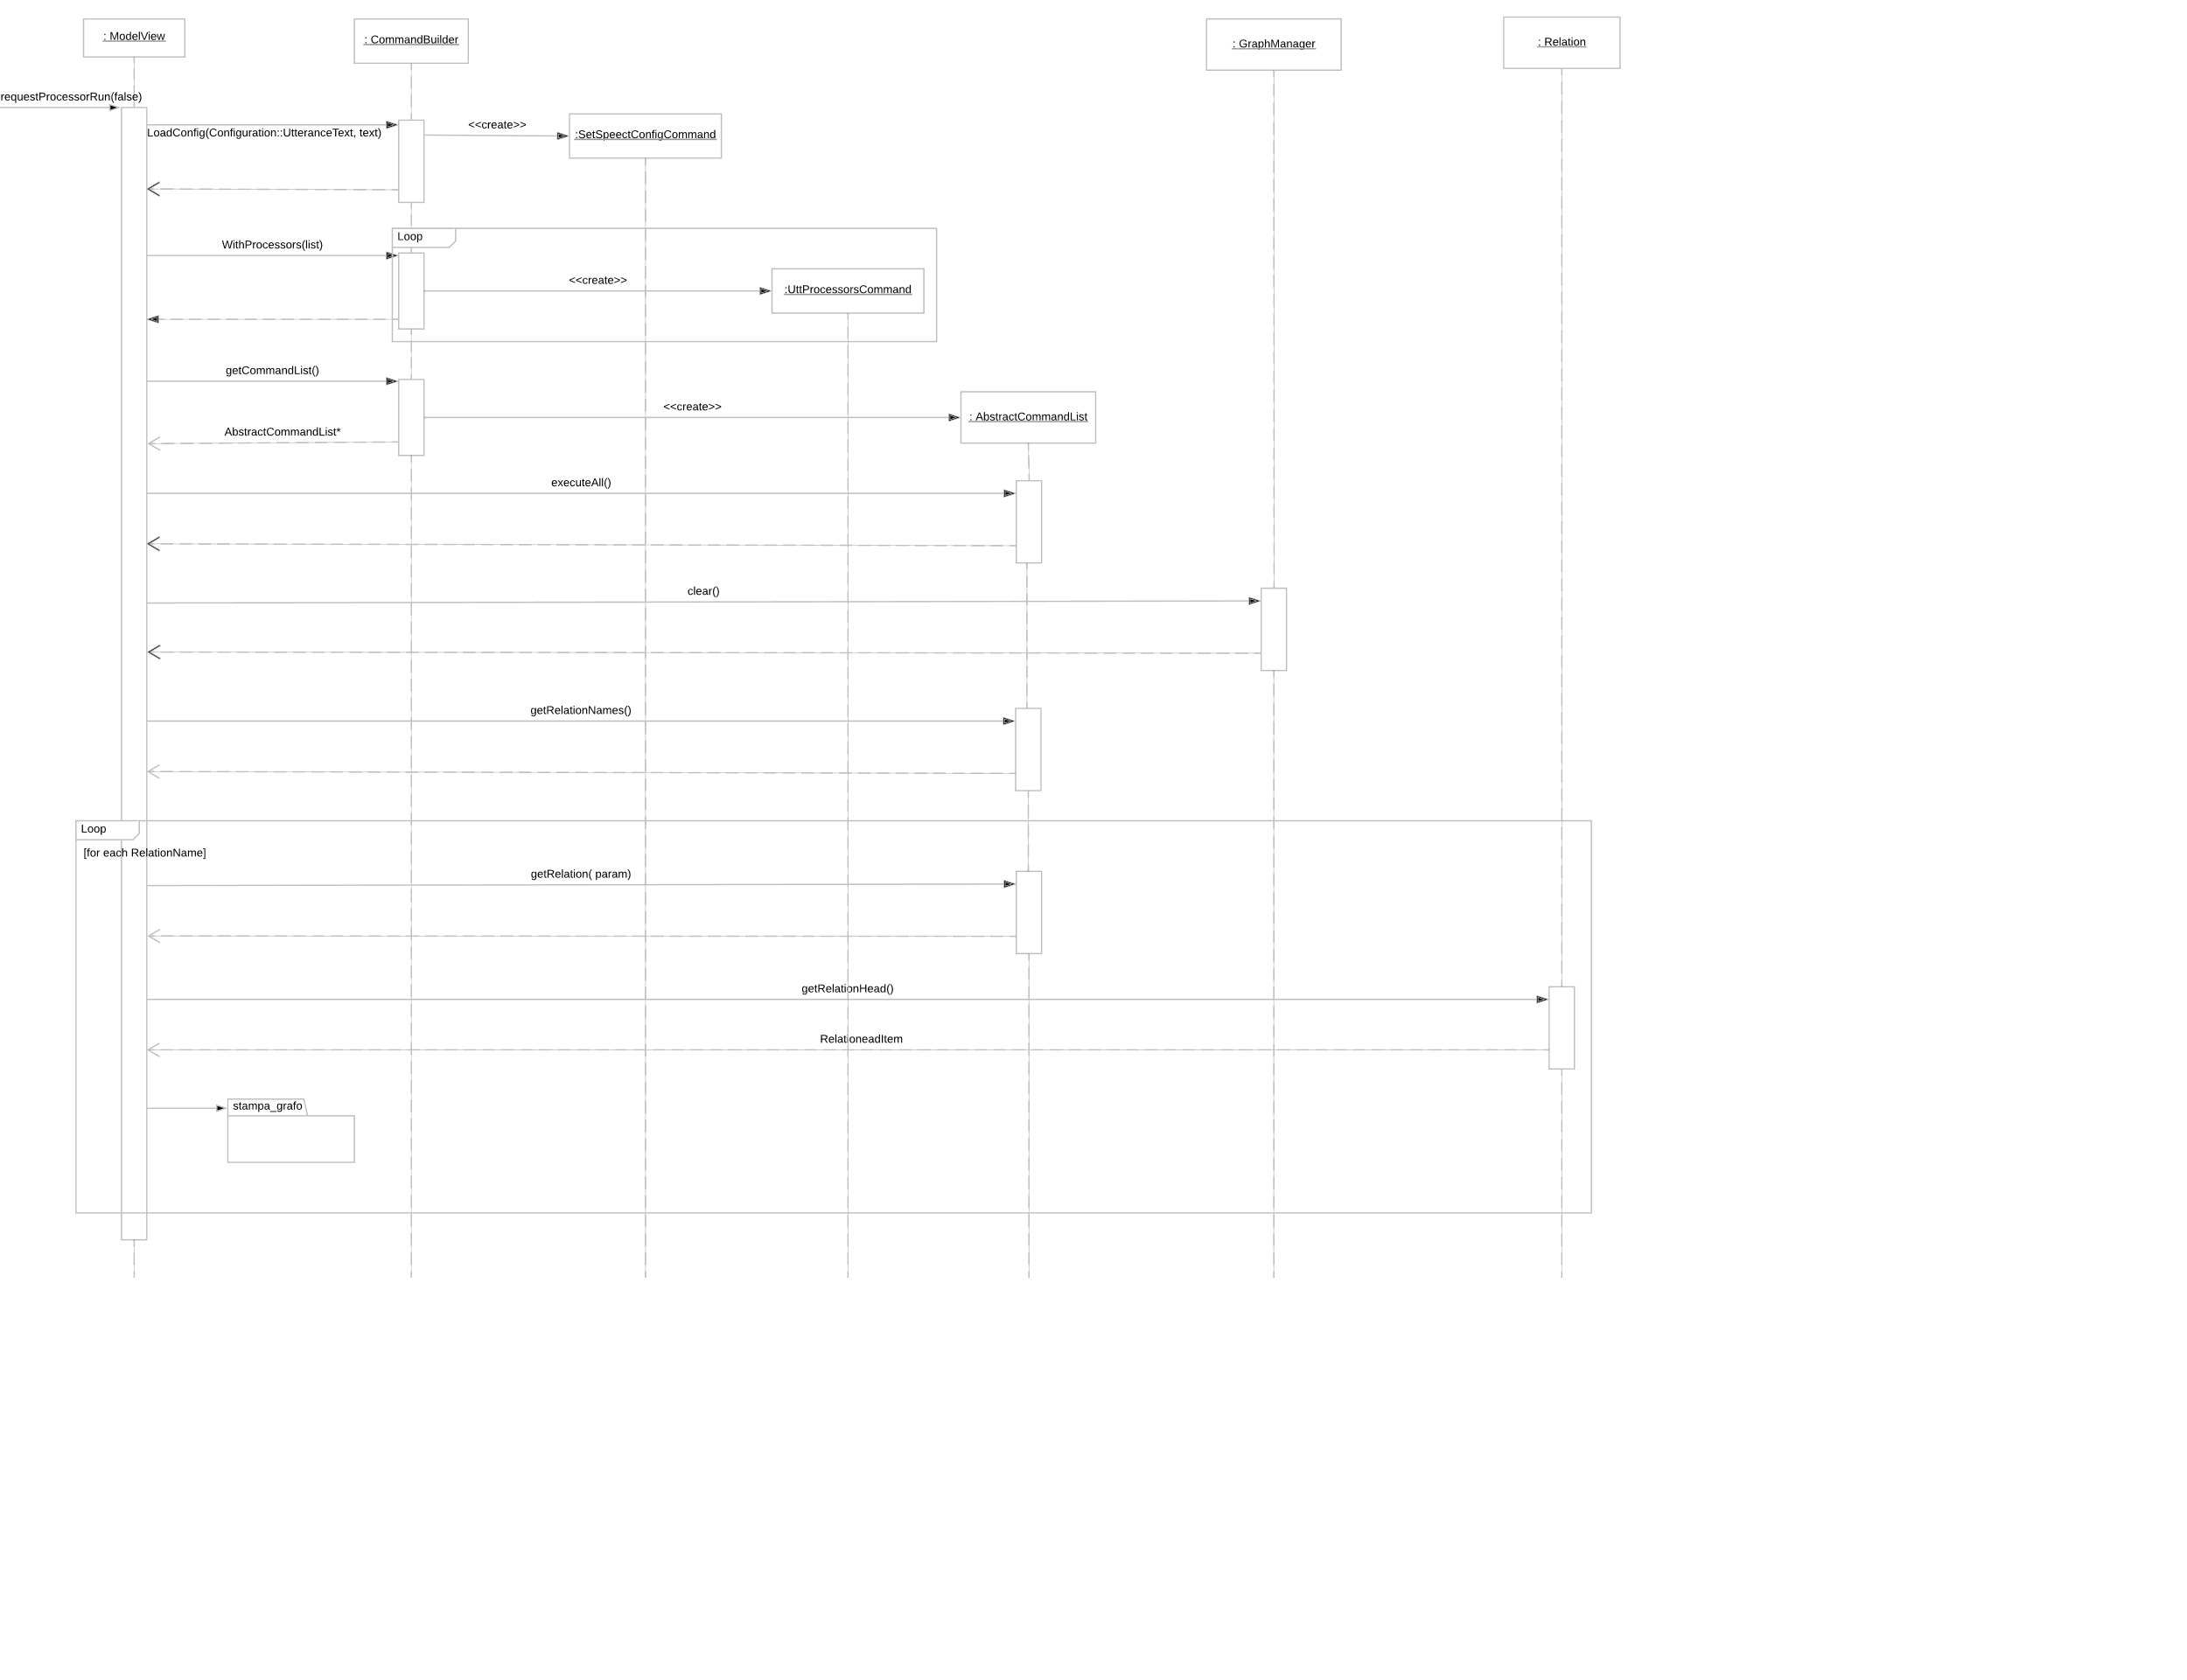 : ModelView
: CommandBuilder
: GraphManager
: Relation
requestProcessorRun(false)
LoadConfig(Configuration::UtteranceText, text)
<<create>>
:SetSpeectConfigCommand
Loop
WithProcessors(list)
<<create>>
:UttProcessorsCommand
getCommandList()
<<create>>
: AbstractCommandList
AbstractCommandList*
executeAll()
clear()
getRelationNames()
Loop
[for each RelationName]
getRelation( param)
getRelationHead()
RelationeadItem
stampa_grafo